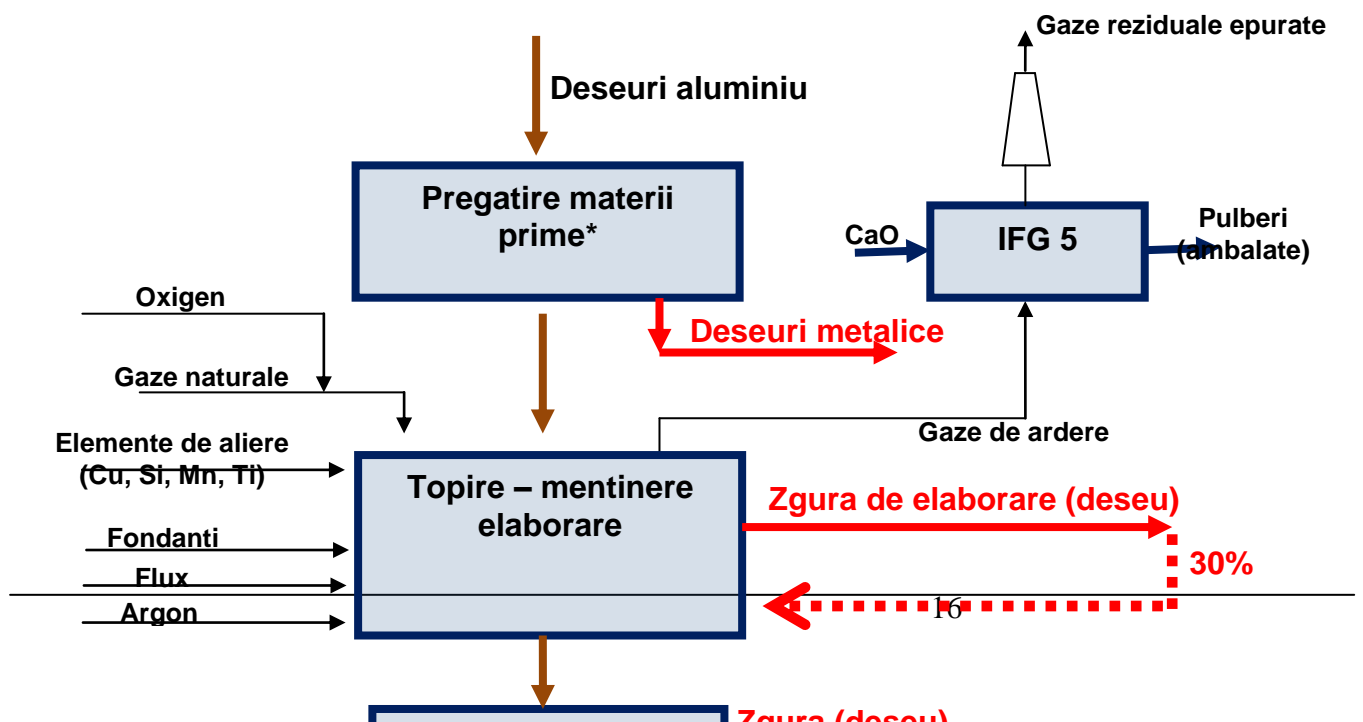 Gaze reziduale epurate
Deseuri aluminiu
Pregatire materii
prime*
CaO
IFG 5
Pulberi
(ambalate)
Oxigen
Deseuri metalice
Gaze naturale
Gaze de ardere
Elemente de aliere
(Cu, Si, Mn, Ti)
Topire – mentinere
elaborare
Zgura de elaborare (deseu)
Fondanti
30%
Flux
16
Argon
Zgura (deseu)